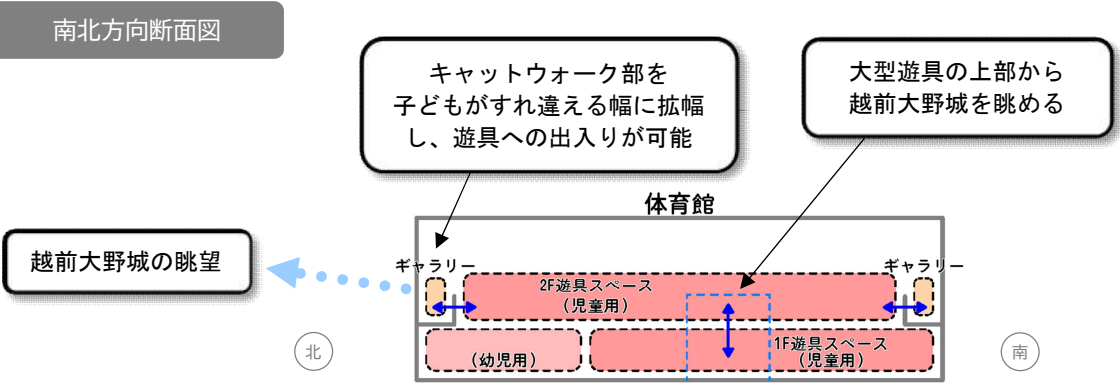 南北方向断面図
キャットウォーク部を
子どもがすれ違える幅に拡幅
し、遊具への出入りが可能
大型遊具の上部から
越前大野城を眺める
体育館
越前大野城の眺望
ギャラリー
ギャラリー
2F遊具スペース
（児童用）
1F遊具スペース
（児童用）
（幼児用）
北
南